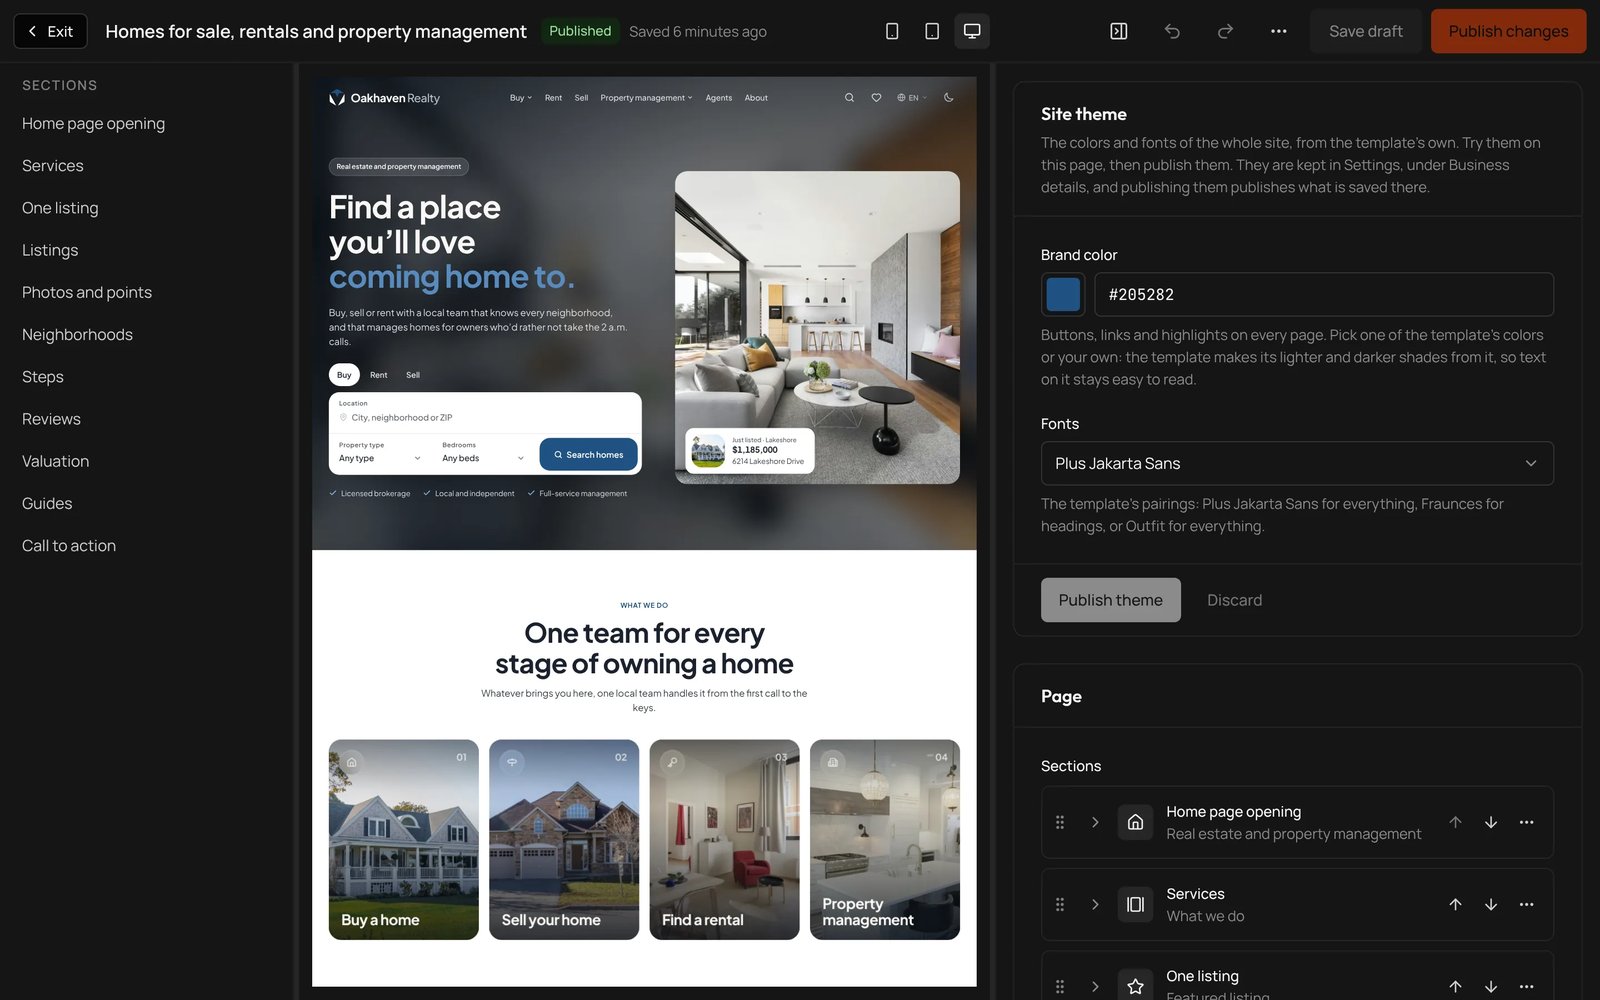 Exit
Homes for sale, rentals and property management
Published
Saved 6 minutes ago
Save draft
Publish changes
SECTIONS
Home page opening
Services
One listing
Listings
Photos and points
Neighborhoods
Steps
Reviews
Valuation
Guides
Call to action
Oakhaven Realty
Buy
Rent
Sell
Property management
Agents
About
EN
Real estate and property management
Find a place
you'll love
coming home to.
Buy, sell or rent with a local team that knows every neighborhood,
and that manages homes for owners who'd rather not take the 2 a.m.
calls.
Buy
Rent
Sell
Location
City, neighborhood or ZIP
Property type
Any type
Bedrooms
Any beds
Search homes
Licensed brokerage
Local and independent
Full-service management
Just listed · Lakeshore
$1,185,000
6214 Lakeshore Drive
WHAT WE DO
One team for every
stage of owning a home
Whatever brings you here, one local team handles it from the first call to the
keys.
01
Buy a home
02
Sell your home
03
Find a rental
04
Property
management
Site theme
The colors and fonts of the whole site, from the template's own. Try them on
this page, then publish them. They are kept in Settings, under Business
details, and publishing them publishes what is saved there.
Brand color
#205282
Buttons, links and highlights on every page. Pick one of the template's colors
or your own: the template makes its lighter and darker shades from it, so text
on it stays easy to read.
Fonts
Plus Jakarta Sans
The template's pairings: Plus Jakarta Sans for everything, Fraunces for
headings, or Outfit for everything.
Publish theme
Discard
Page
Sections
Home page opening
Real estate and property management
Services
What we do
One listing
Featured listing